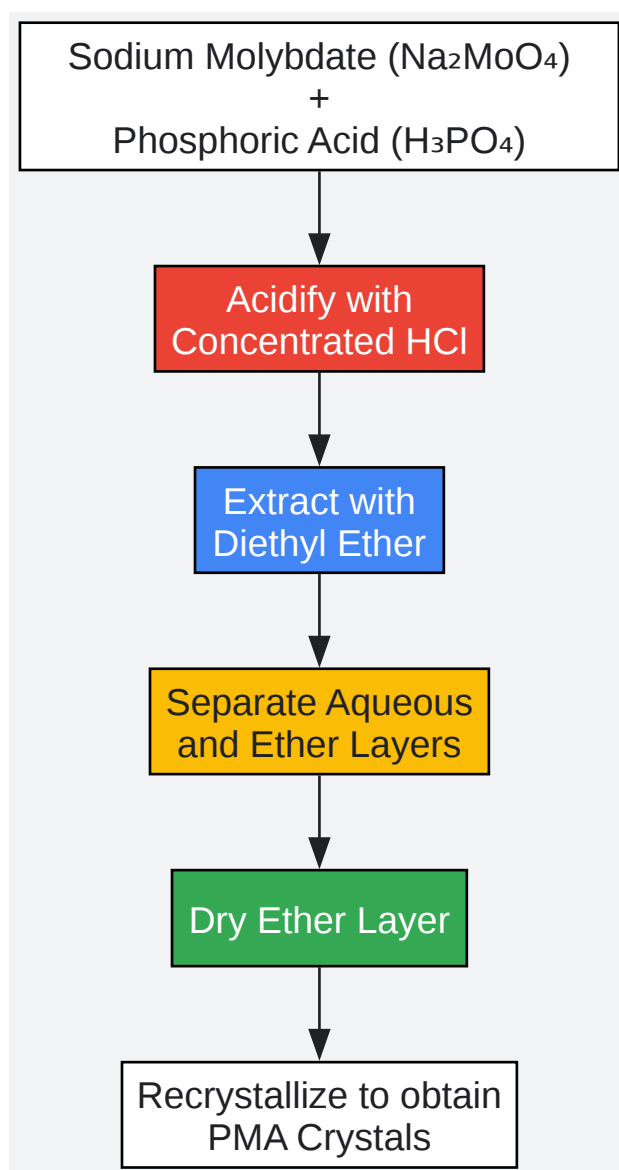 Sodium Molybdate (Na₂MoO₄)
+
Phosphoric Acid (H₃PO₄)
Acidify with
Concentrated HCl
Extract with
Diethyl Ether
Separate Aqueous
and Ether Layers
Dry Ether Layer
Recrystallize to obtain
PMA Crystals